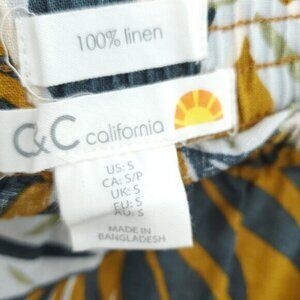 100% linen
C&C california
US: S
CA: S/P
UK: S
EU: S
AU: S
MADE IN
BANGLADESH